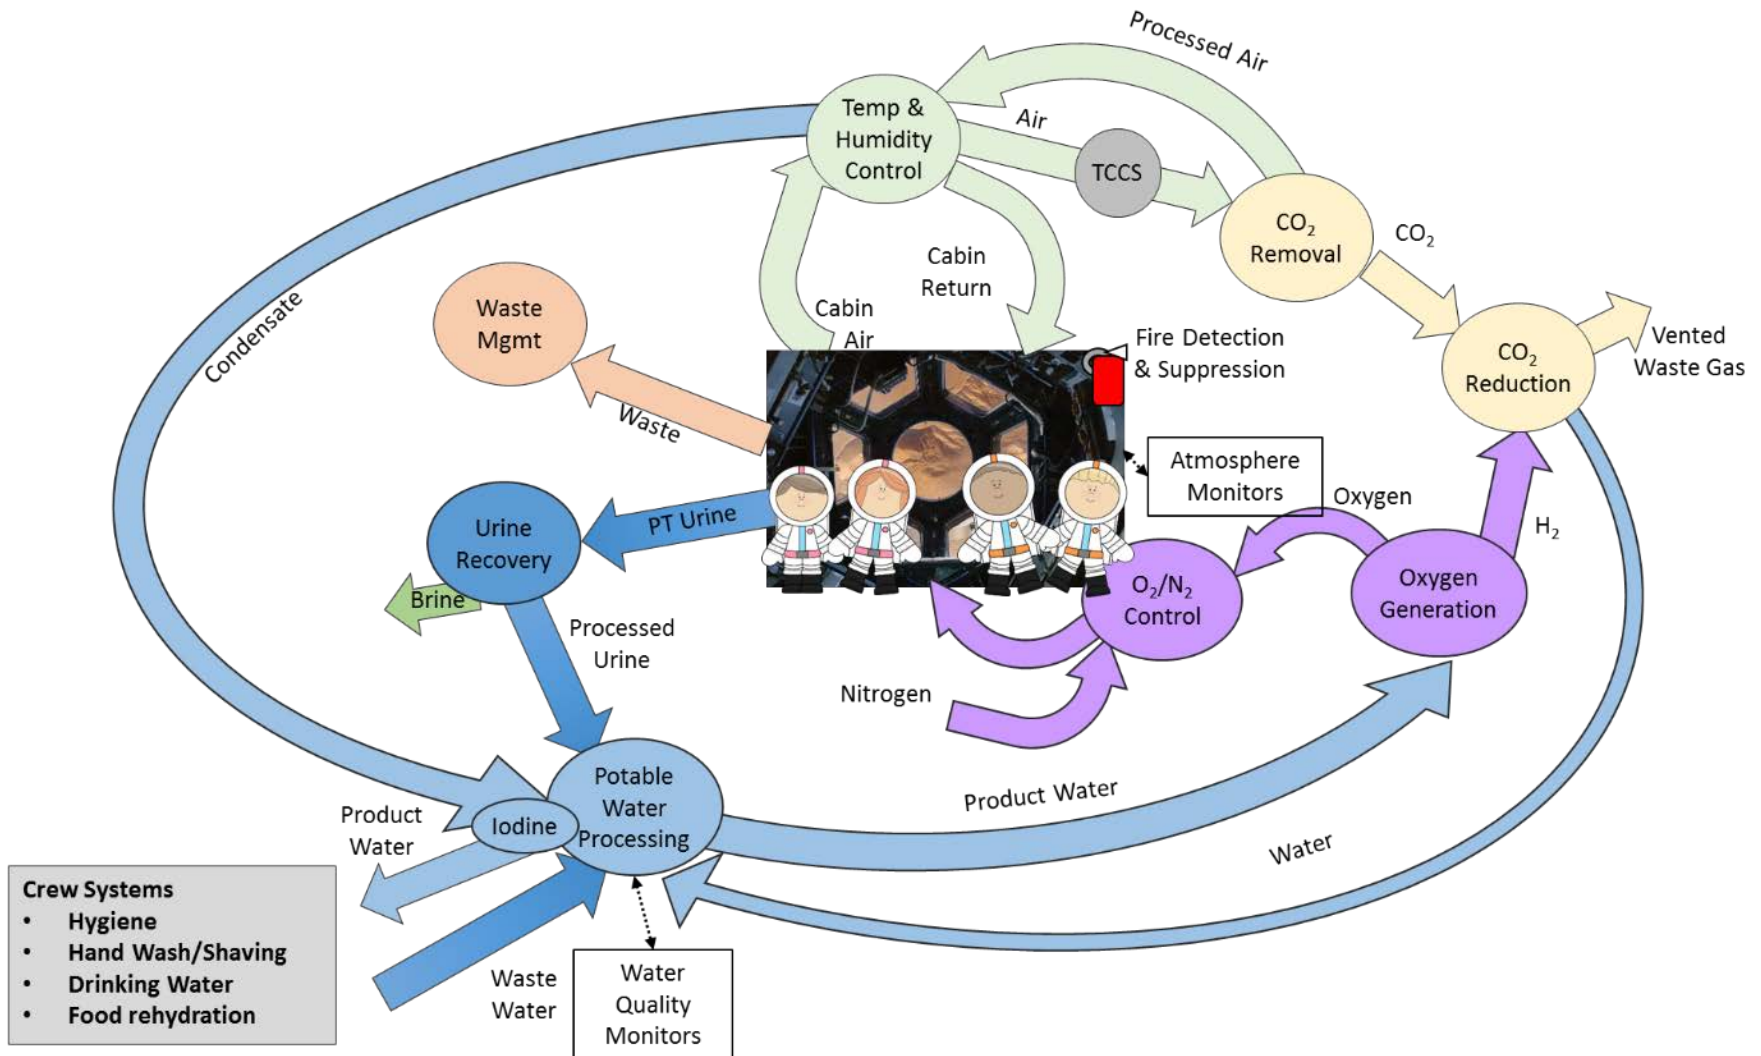 Processed Air
Temp &
Humidity
Control
Air
TCCS
CO₂
Removal
CO₂
Cabin
Return
Cabin
Air
Condensate
Waste
Mgmt
Waste
Fire Detection
& Suppression
CO₂
Reduction
Vented
Waste Gas
Atmosphere
Monitors
Oxygen
H₂
PT Urine
Urine
Recovery
Brine
Processed
Urine
O₂/N₂
Control
Oxygen
Generation
Nitrogen
Potable
Water
Processing
Iodine
Product
Water
Product Water
Water
Crew Systems
• Hygiene
• Hand Wash/Shaving
• Drinking Water
• Food rehydration
Waste
Water
Water
Quality
Monitors